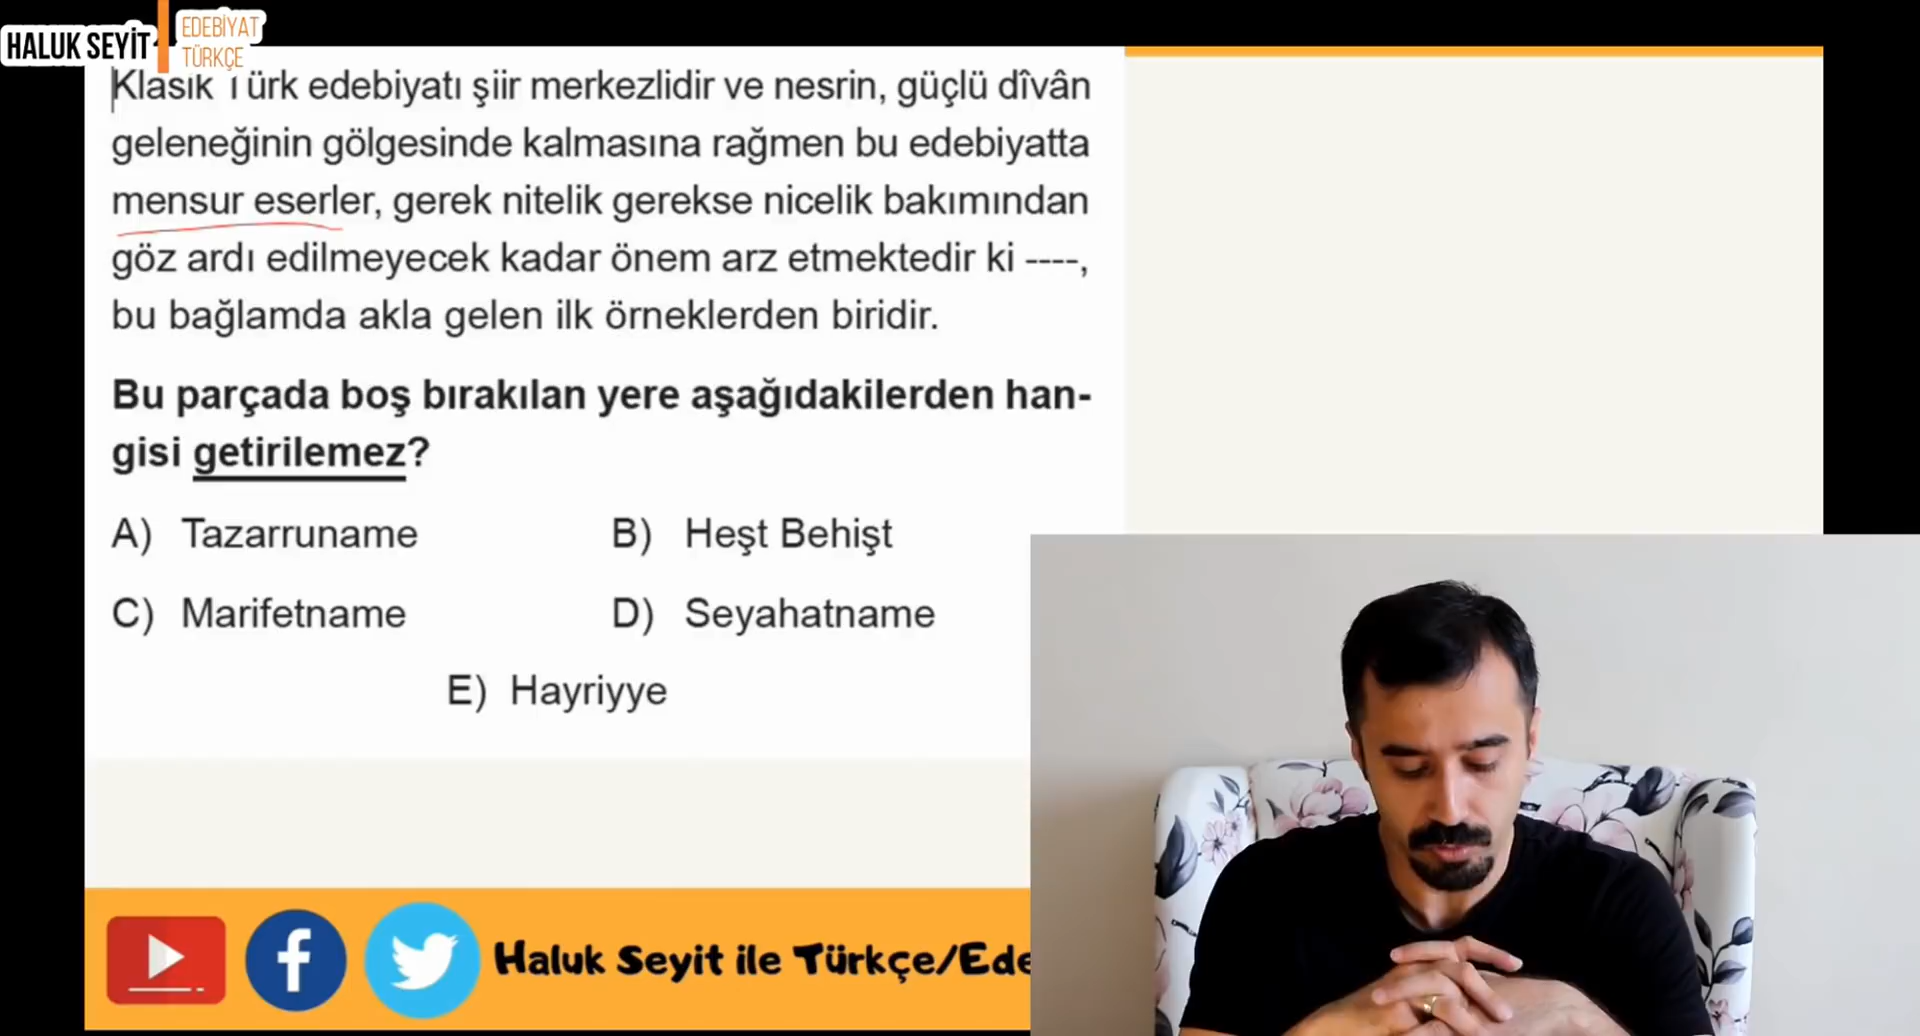 HALUK SEYİT
EDEBİYAT
TÜRKÇE
Klasik Türk edebiyatı şiir merkezlidir ve nesrin, güçlü dîvân
geleneğinin gölgesinde kalmasına rağmen bu edebiyatta
mensur eserler, gerek nitelik gerekse nicelik bakımından
göz ardı edilmeyecek kadar önem arz etmektedir ki ----,
bu bağlamda akla gelen ilk örneklerden biridir.
Bu parçada boş bırakılan yere aşağıdakilerden han-
gisi getirilemez?
A) Tazarruname
B) Heşt Behişt
C) Marifetname
D) Seyahatname
E) Hayriyye
Haluk Seyit ile Türkçe/Ede